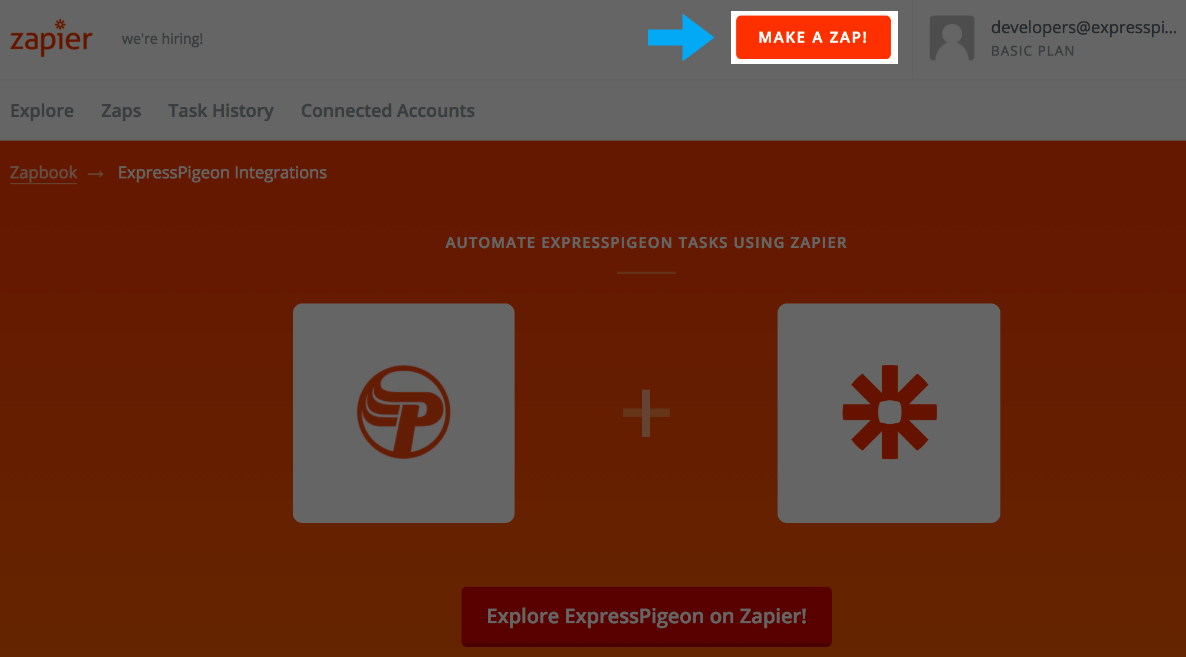 zapier
we're hiring!
MAKE A ZAP!
developers@expresspi...
BASIC PLAN
Explore Zaps Task History Connected Accounts
Zapbook → ExpressPigeon Integrations
AUTOMATE EXPRESSPIGEON TASKS USING ZAPIER
Explore ExpressPigeon on Zapier!